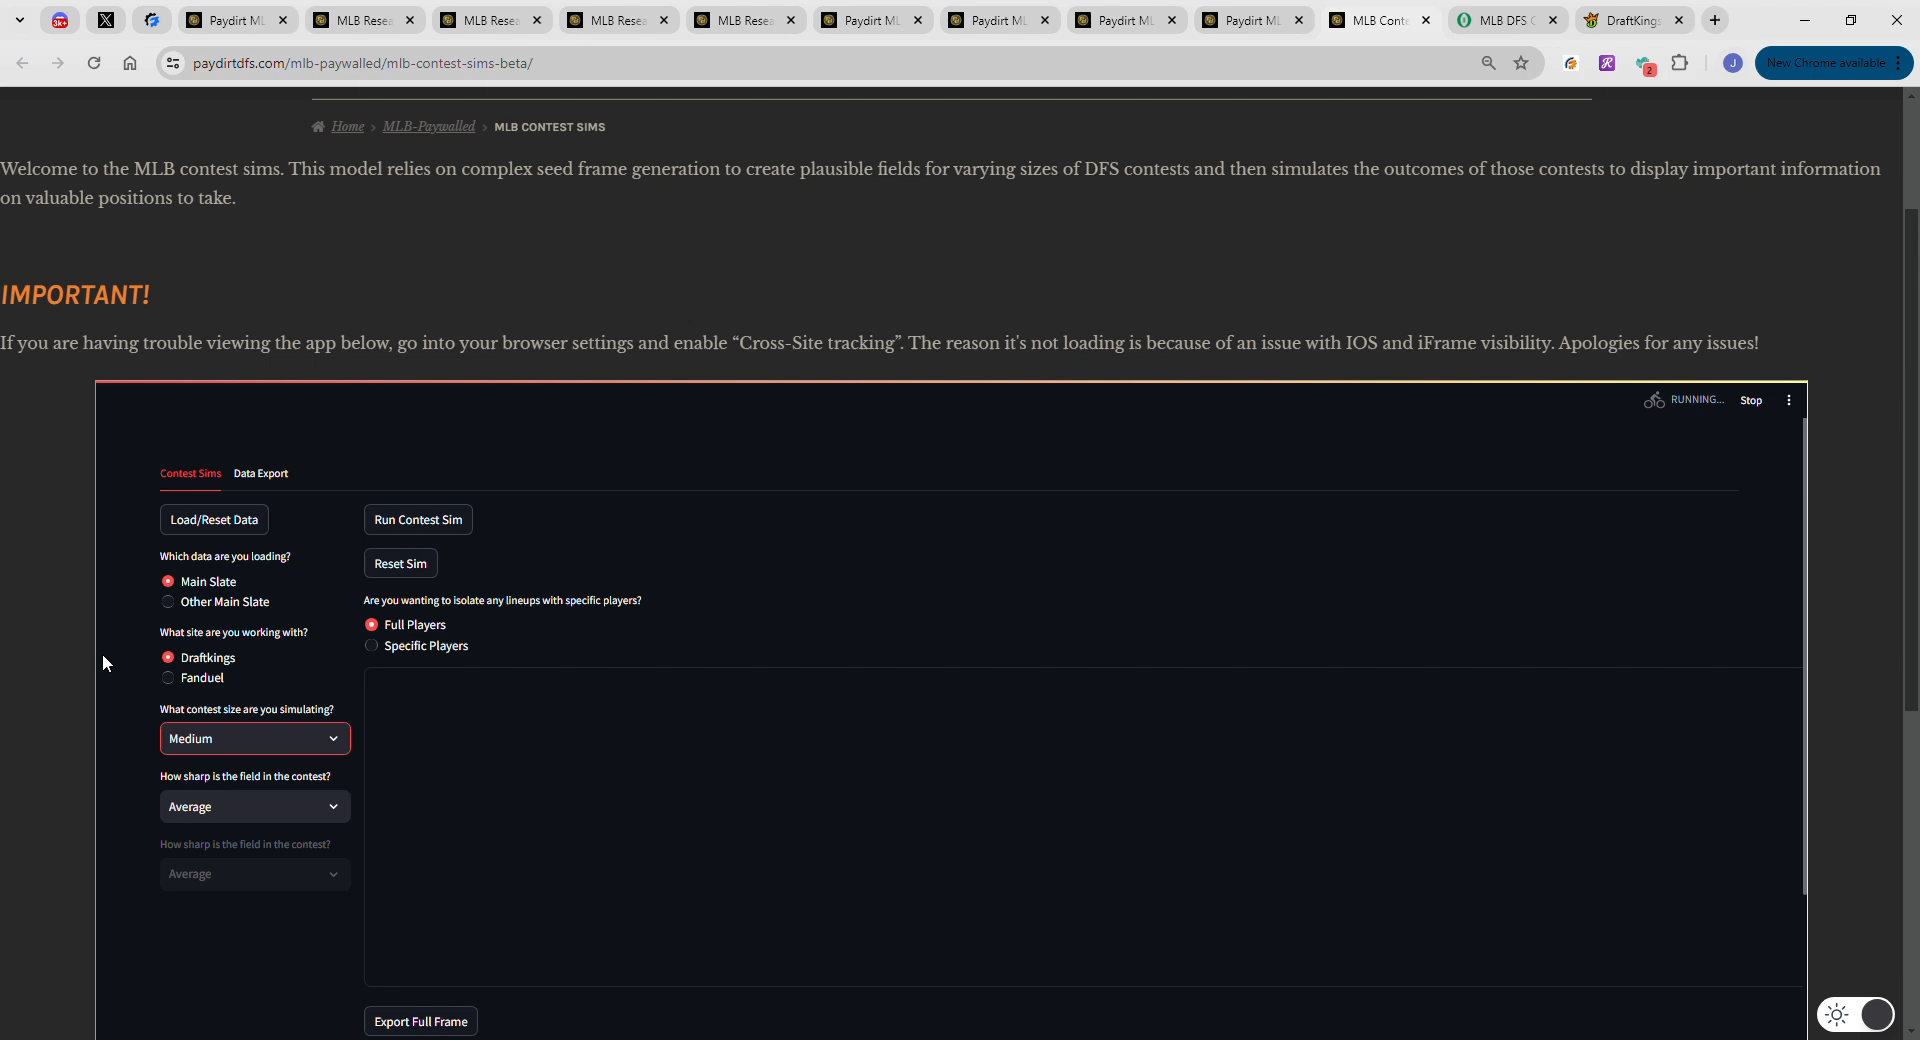 3k+
Paydirt ML
MLB Resea
MLB Resea
MLB Resea
MLB Resea
Paydirt ML
Paydirt ML
Paydirt ML
Paydirt ML
MLB Conte
MLB DFS
DraftKings
paydirtdfs.com/mlb-paywalled/mlb-contest-sims-beta/
2
J
New Chrome available
Home > MLB-Paywalled > MLB CONTEST SIMS
Welcome to the MLB contest sims. This model relies on complex seed frame generation to create plausible fields for varying sizes of DFS contests and then simulates the outcomes of those contests to display important information
on valuable positions to take.
IMPORTANT!
If you are having trouble viewing the app below, go into your browser settings and enable “Cross-Site tracking”. The reason it's not loading is because of an issue with IOS and iFrame visibility. Apologies for any issues!
RUNNING... Stop
Contest Sims Data Export
Load/Reset Data
Run Contest Sim
Which data are you loading?
Main Slate
Other Main Slate
What site are you working with?
Draftkings
Fanduel
What contest size are you simulating?
Medium
How sharp is the field in the contest?
Average
How sharp is the field in the contest?
Average
Reset Sim
Are you wanting to isolate any lineups with specific players?
Full Players
Specific Players
Export Full Frame